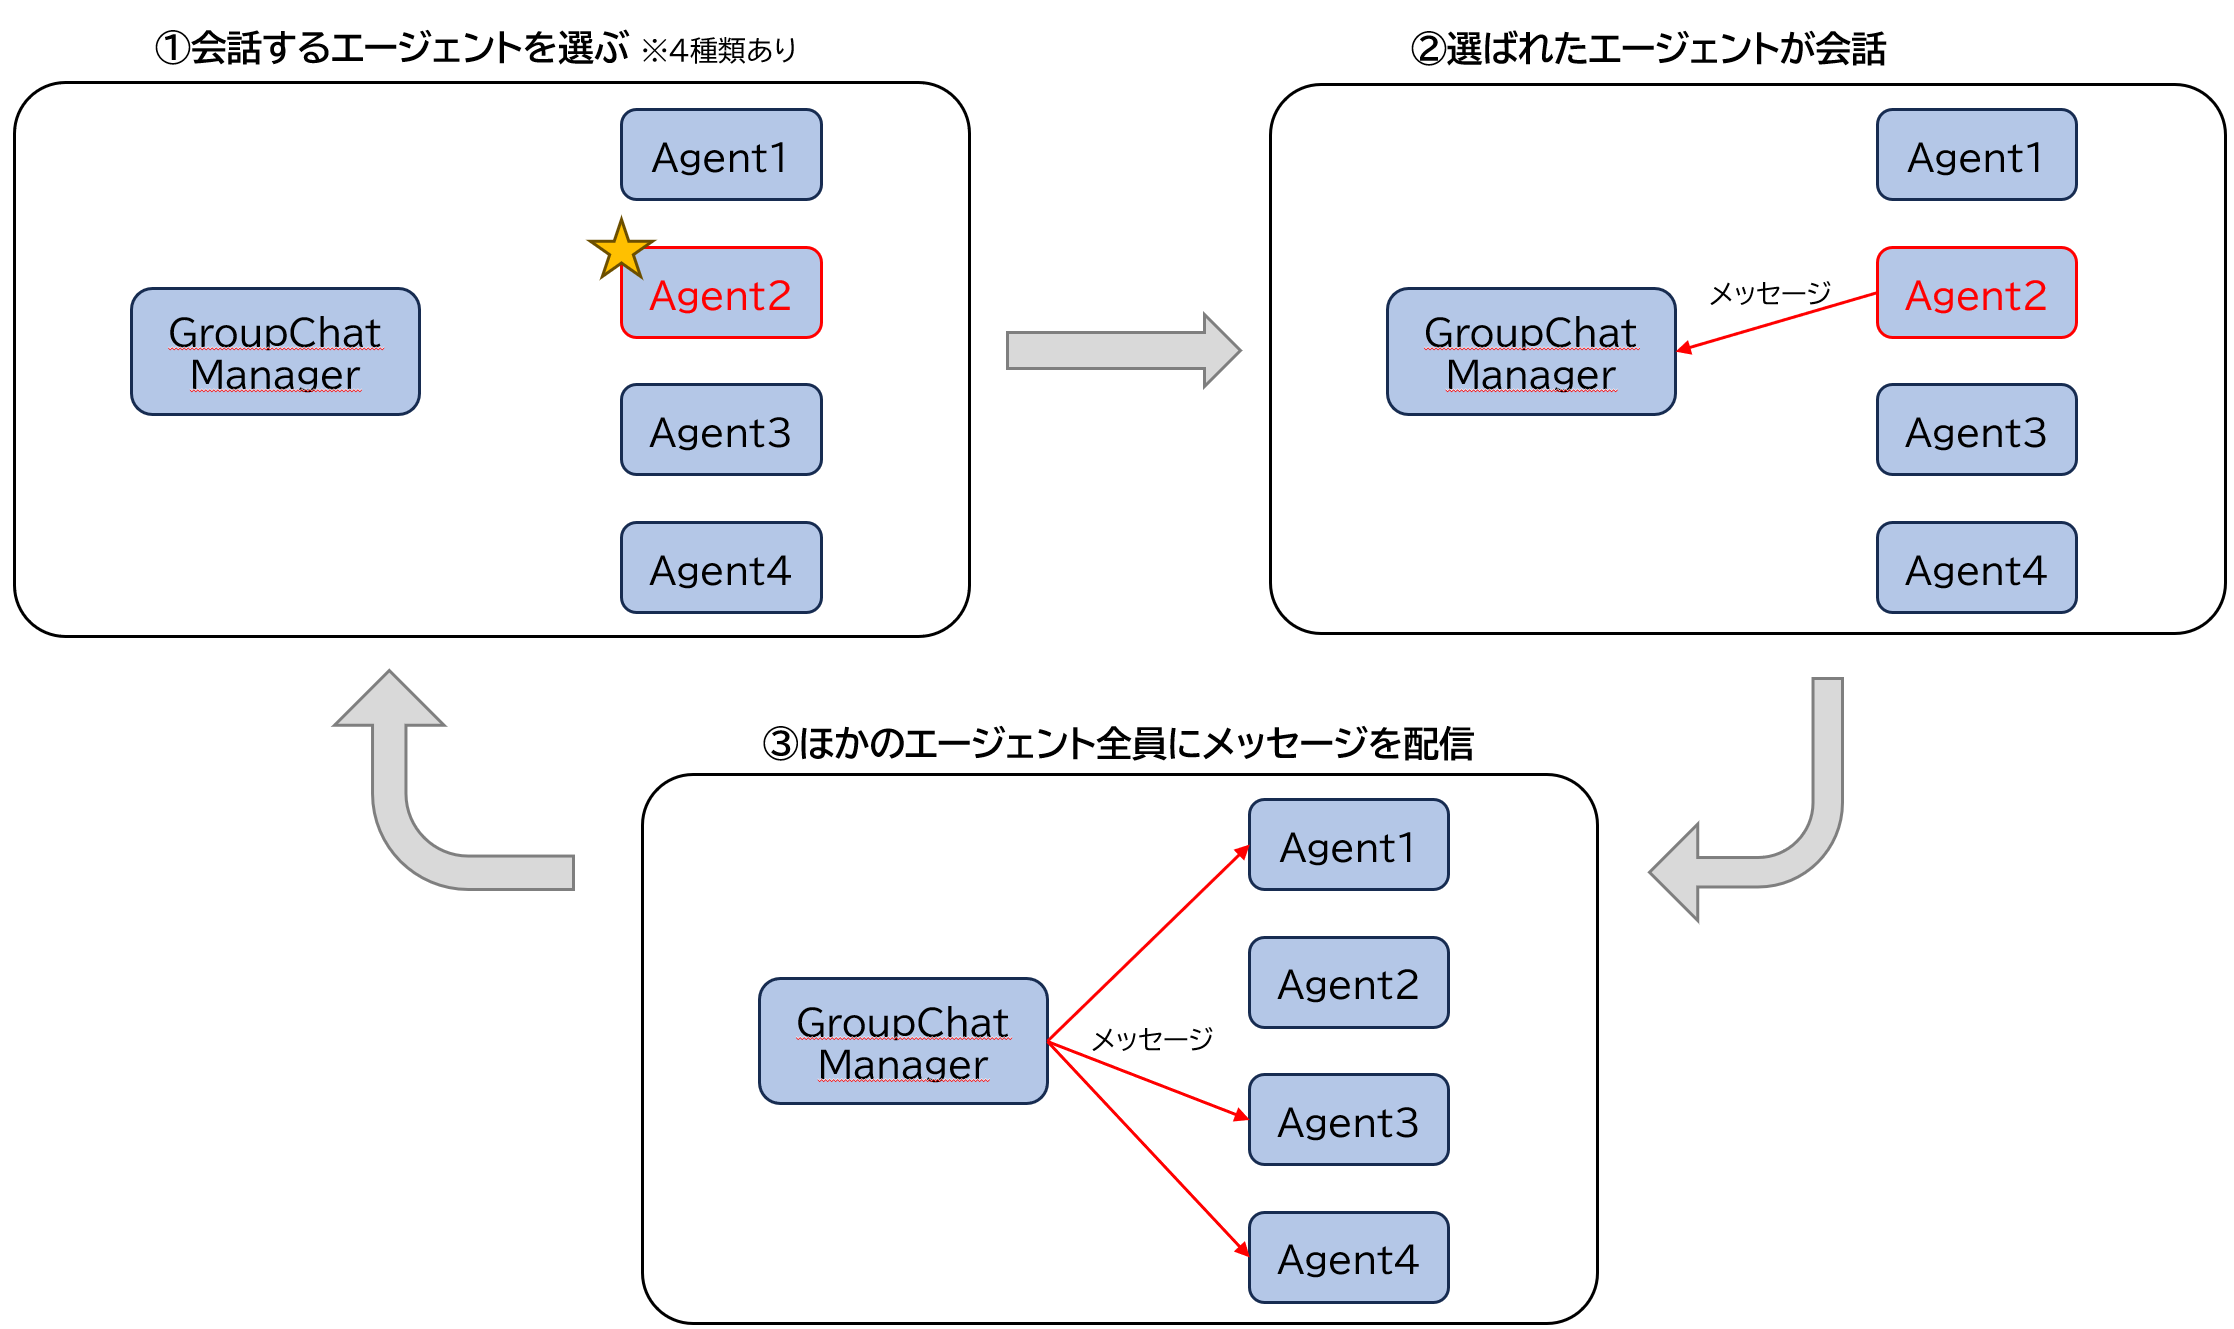 ①会話するエージェントを選ぶ ※4種類あり
Agent1
Agent2
GroupChat
Manager
Agent3
Agent4
②選ばれたエージェントが会話
Agent1
Agent2
メッセージ
GroupChat
Manager
Agent3
Agent4
③ほかのエージェント全員にメッセージを配信
Agent1
Agent2
GroupChat
Manager
メッセージ
Agent3
Agent4